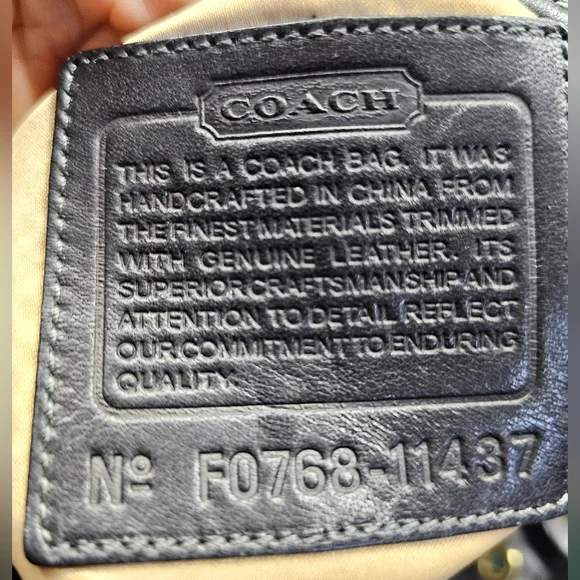 COACH
THIS IS A COACH BAG. IT WAS
HANDCRAFTED IN CHINA FROM
THE FINEST MATERIALS TRIMMED
WITH GENUINE LEATHER. ITS
SUPERIOR CRAFTSMANSHIP AND
ATTENTION TO DETAIL REFLECT
OUR COMMITMENT TO ENDURING
QUALITY.
Nº F0768-11437